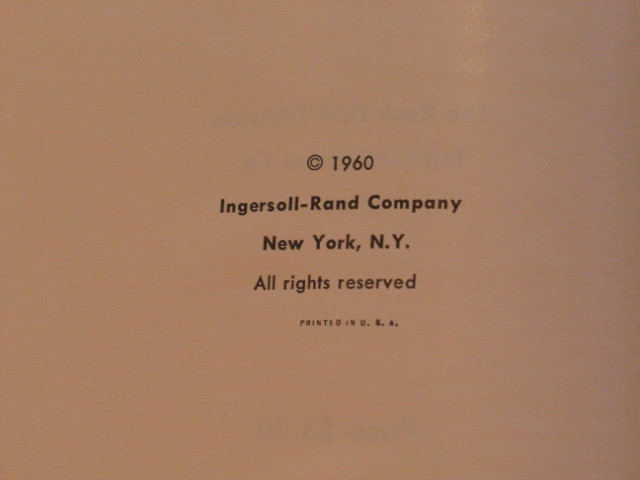 © 1960
Ingersoll-Rand Company
New York, N.Y.
All rights reserved
PRINTED IN U. S. A.